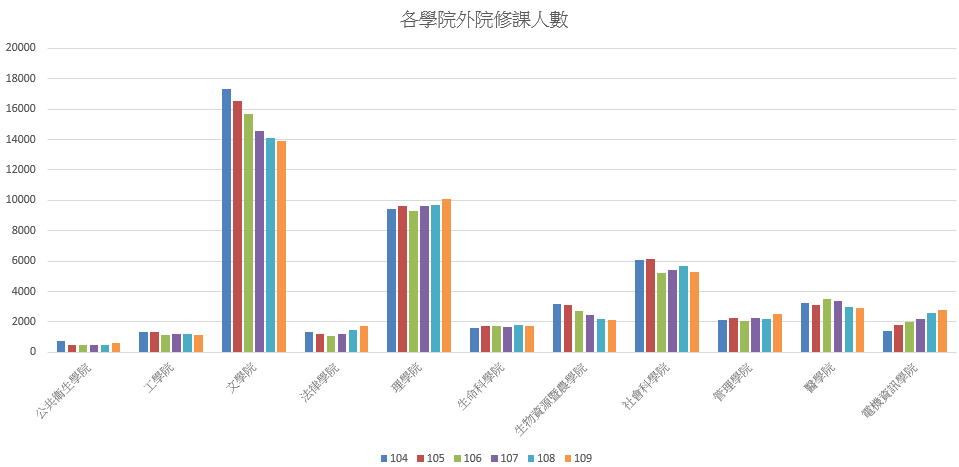 各學院外院修課人數
20000
18000
16000
14000
12000
10000
8000
6000
4000
2000
0
公共衛生學院
工學院
文學院
法律學院
理學院
生命科學院
生物資源暨農學院
社會科學院
管理學院
醫學院
電機資訊學院
104 105 106 107 108 109